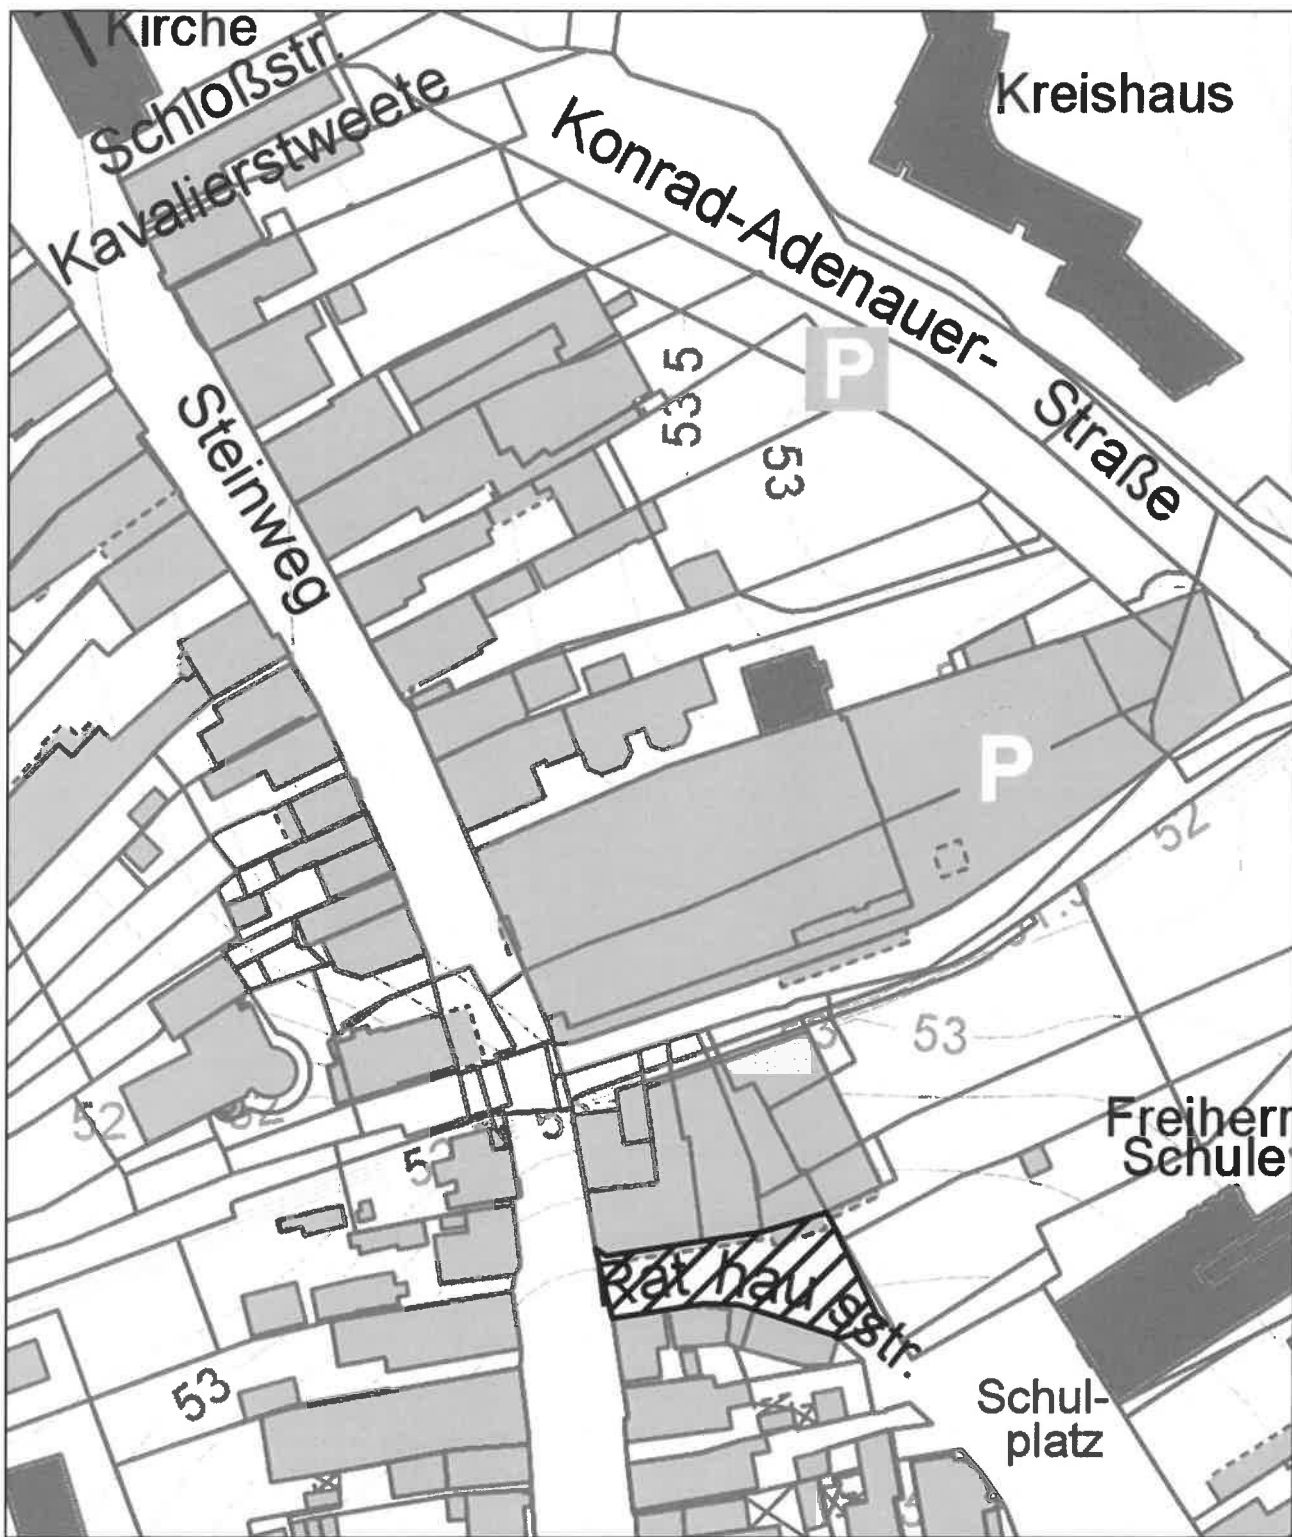 Kirche
Schloßstr.
Kavalierstweete
Kreishaus
Konrad-Adenauer-
Straße
Steinweg
P
53 5
53
53
P
52
53
52
53
Freiherr
Schule
Rathausstr.
Schul-
platz